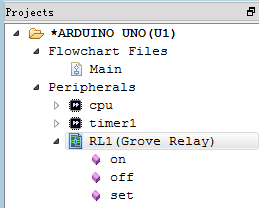 Projects
*ARDUINO UNO(U1)
Flowchart Files
Main
Peripherals
cpu
timer1
RL1(Grove Relay)
on
off
set